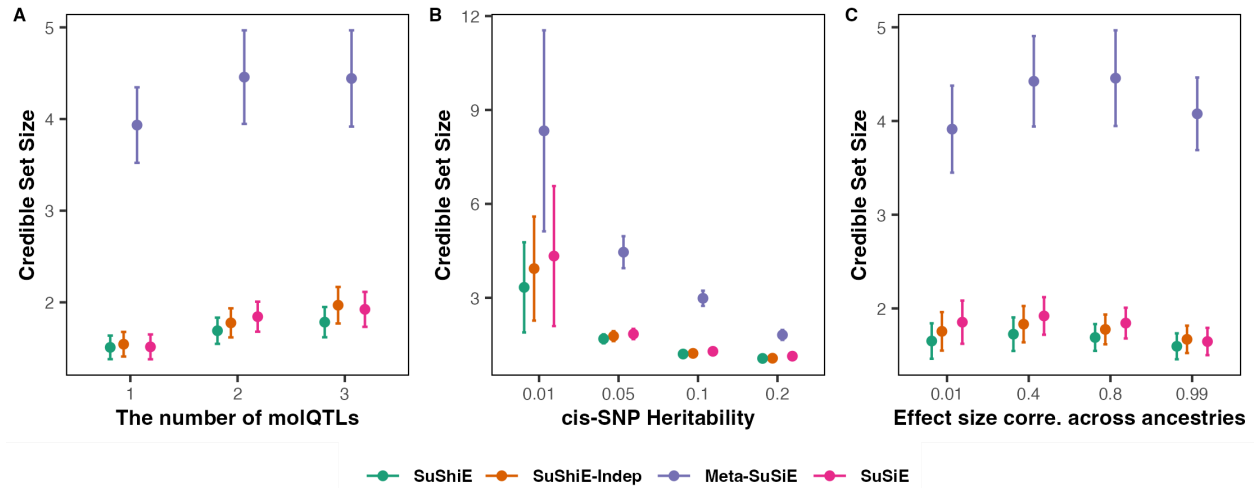 A
B
C
Credible Set Size
5
4
3
2
1
2
3
The number of molQTLs
Credible Set Size
12
9
6
3
0.01
0.05
0.1
0.2
cis-SNP Heritability
Credible Set Size
5
4
3
2
0.01
0.4
0.8
0.99
Effect size corre. across ancestries
SuShiE SuShiE-Indep Meta-SuSiE SuSiE